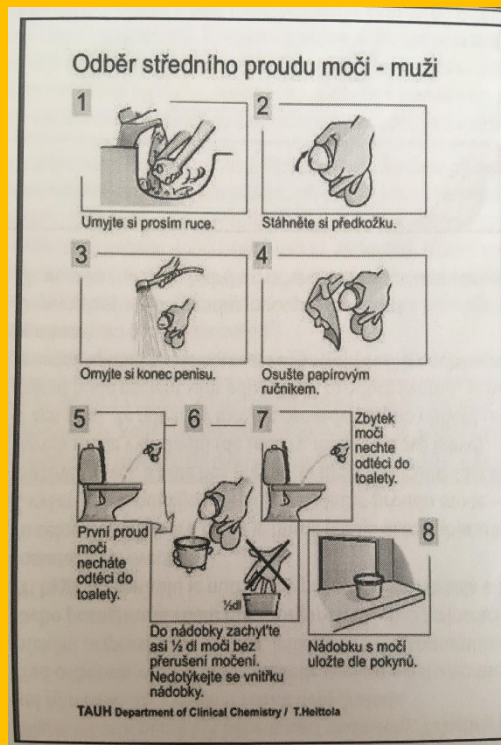 Odběr středního proudu moči - muži
1
Umyjte si prosím ruce.
2
Stáhněte si předkožku.
3
Omyjte si konec penisu.
4
Osušte papírovým
ručníkem.
5
První proud
moči
necháte
odtéci do
toalety.
6
½dl
Do nádobky zachyťte
asi ½ dl moči bez
přerušení močení.
Nedotýkejte se vnitřku
nádobky.
7
Zbytek
moči
nechte
odtéci do
toalety.
8
Nádobku s močí
uložte dle pokynů.
TAUH Department of Clinical Chemistry / T.Heittola